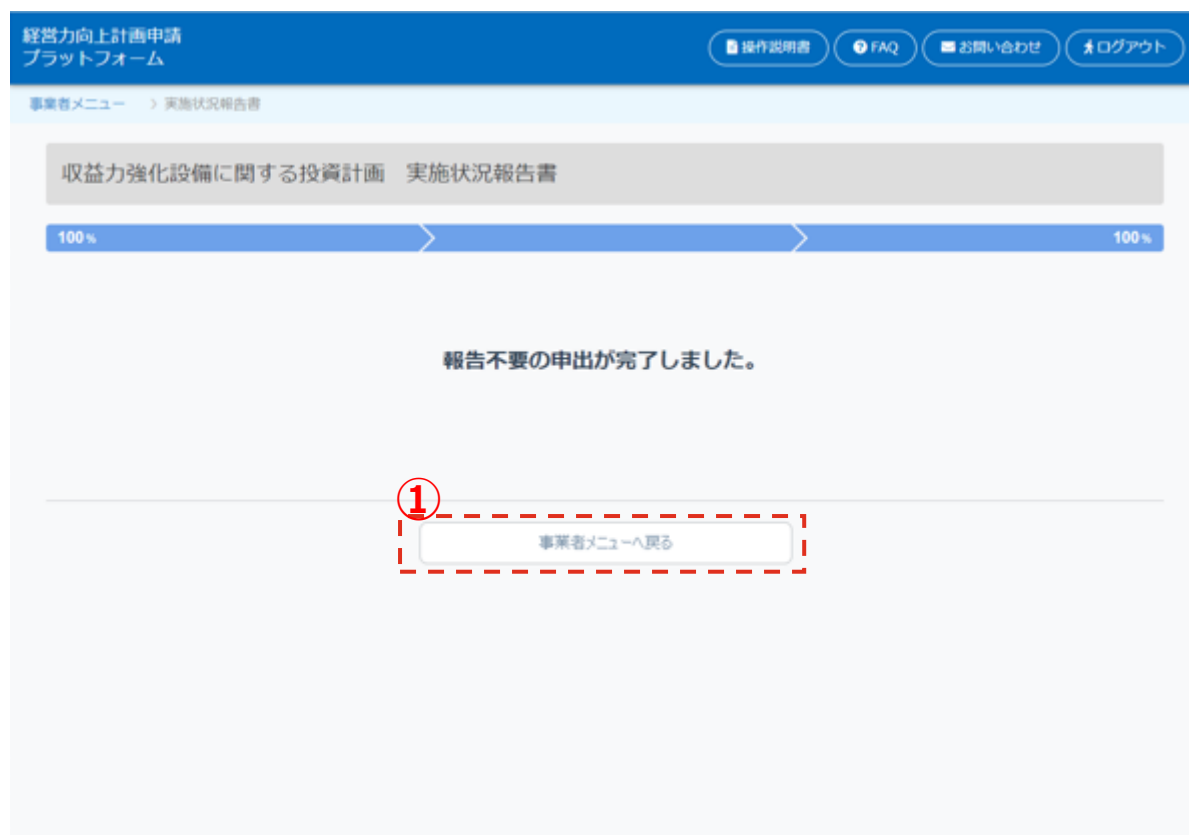 経営力向上計画申請
プラットフォーム
操作説明書
FAQ
お問い合わせ
ログアウト
事業者メニュー > 実施状況報告書
収益力強化設備に関する投資計画 実施状況報告書
100%
100%
報告不要の申出が完了しました。
①
事業者メニューへ戻る